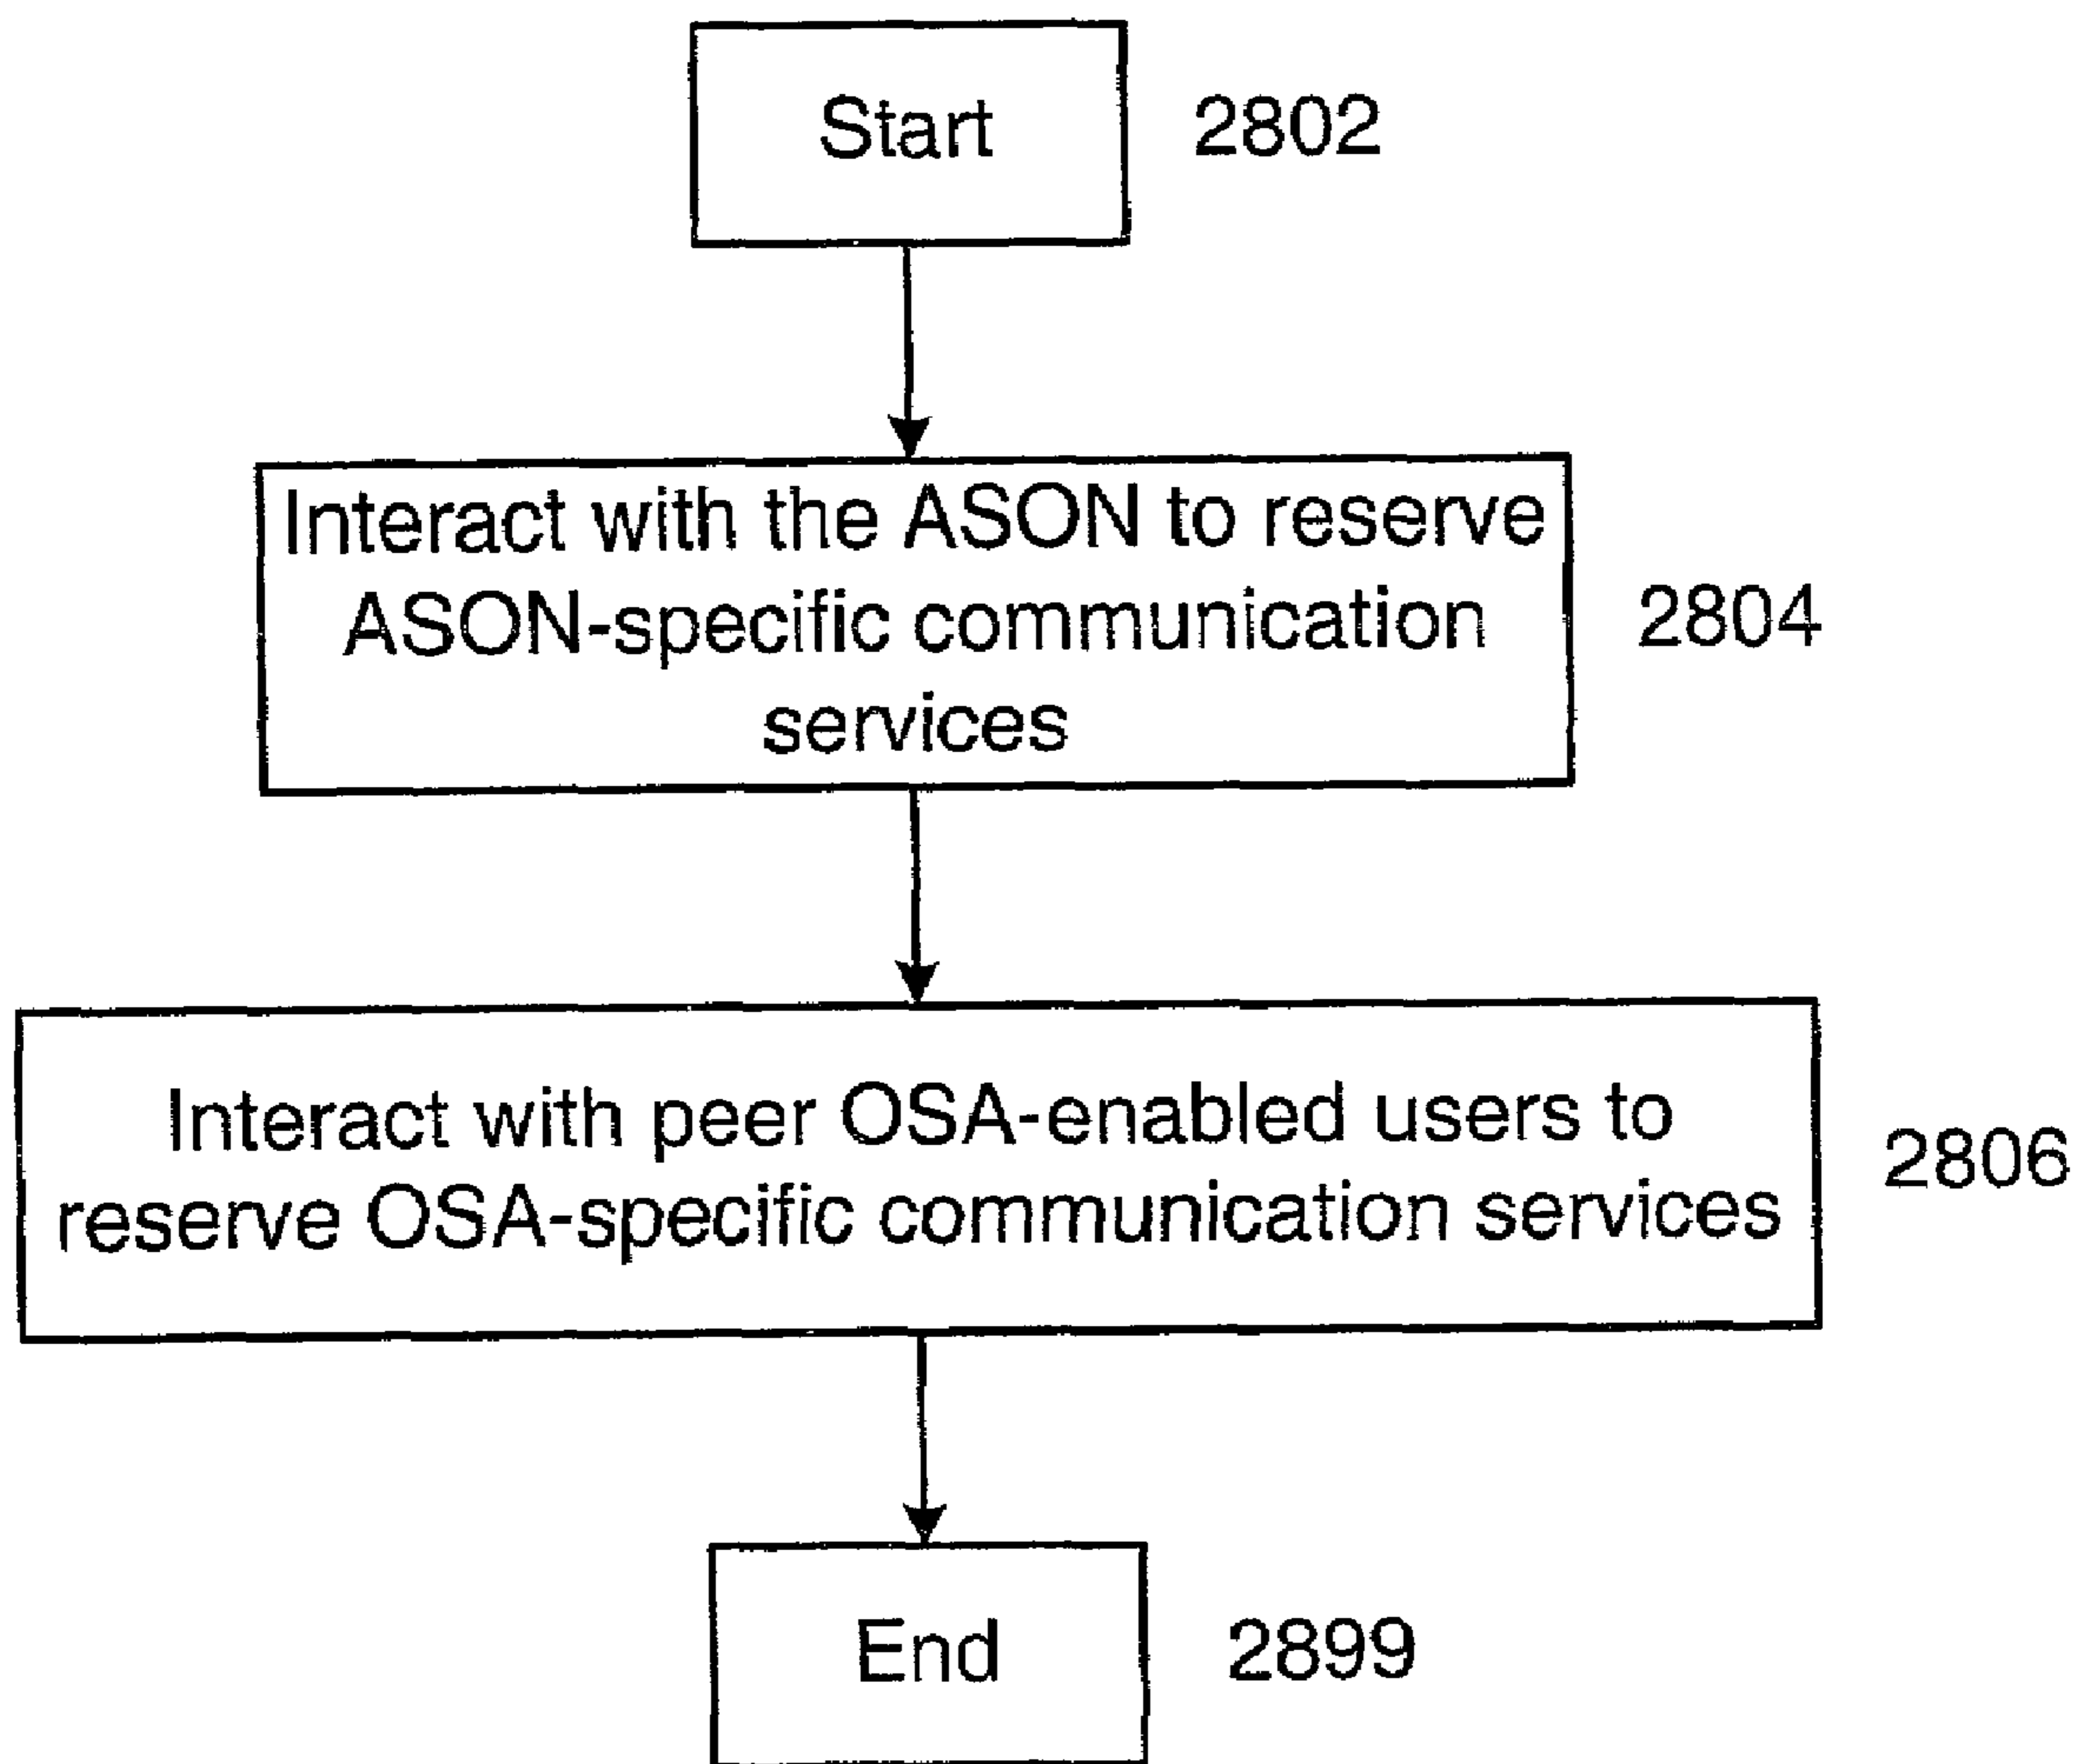 Start
2802
Interact with the ASON to reserve
ASON-specific communication
services
2804
Interact with peer OSA-enabled users to
reserve OSA-specific communication services
2806
End
2899